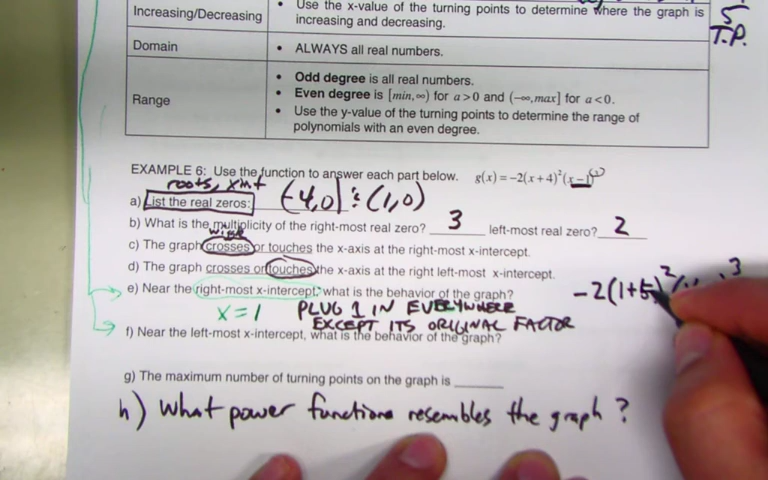 Increasing/Decreasing
• Use the x-value of the turning points to determine where the graph is
increasing and decreasing.
5
T.P.
Domain
• ALWAYS all real numbers.
Range
• Odd degree is all real numbers.
• Even degree is [min,∞) for a>0 and (−∞,max] for a<0.
• Use the y-value of the turning points to determine the range of
polynomials with an even degree.
EXAMPLE 6: Use the function to answer each part below. g(x)=−2(x+4)²(x−1)
roots, xint
a) List the real zeros: (-4,0) & (1,0)
b) What is the multiplicity of the right-most real zero? 3 left-most real zero? 2
c) The graph crosses or touches the x-axis at the right-most x-intercept.
d) The graph crosses or touches the x-axis at the right left-most x-intercept.
e) Near the right-most x-intercept, what is the behavior of the graph?
-2(1+5)² 3
x=1 PLUG 1 IN EVERYWHERE
EXCEPT ITS ORIGINAL FACTOR
f) Near the left-most x-intercept, what is the behavior of the graph?
g) The maximum number of turning points on the graph is
h) What power functions resembles the graph?